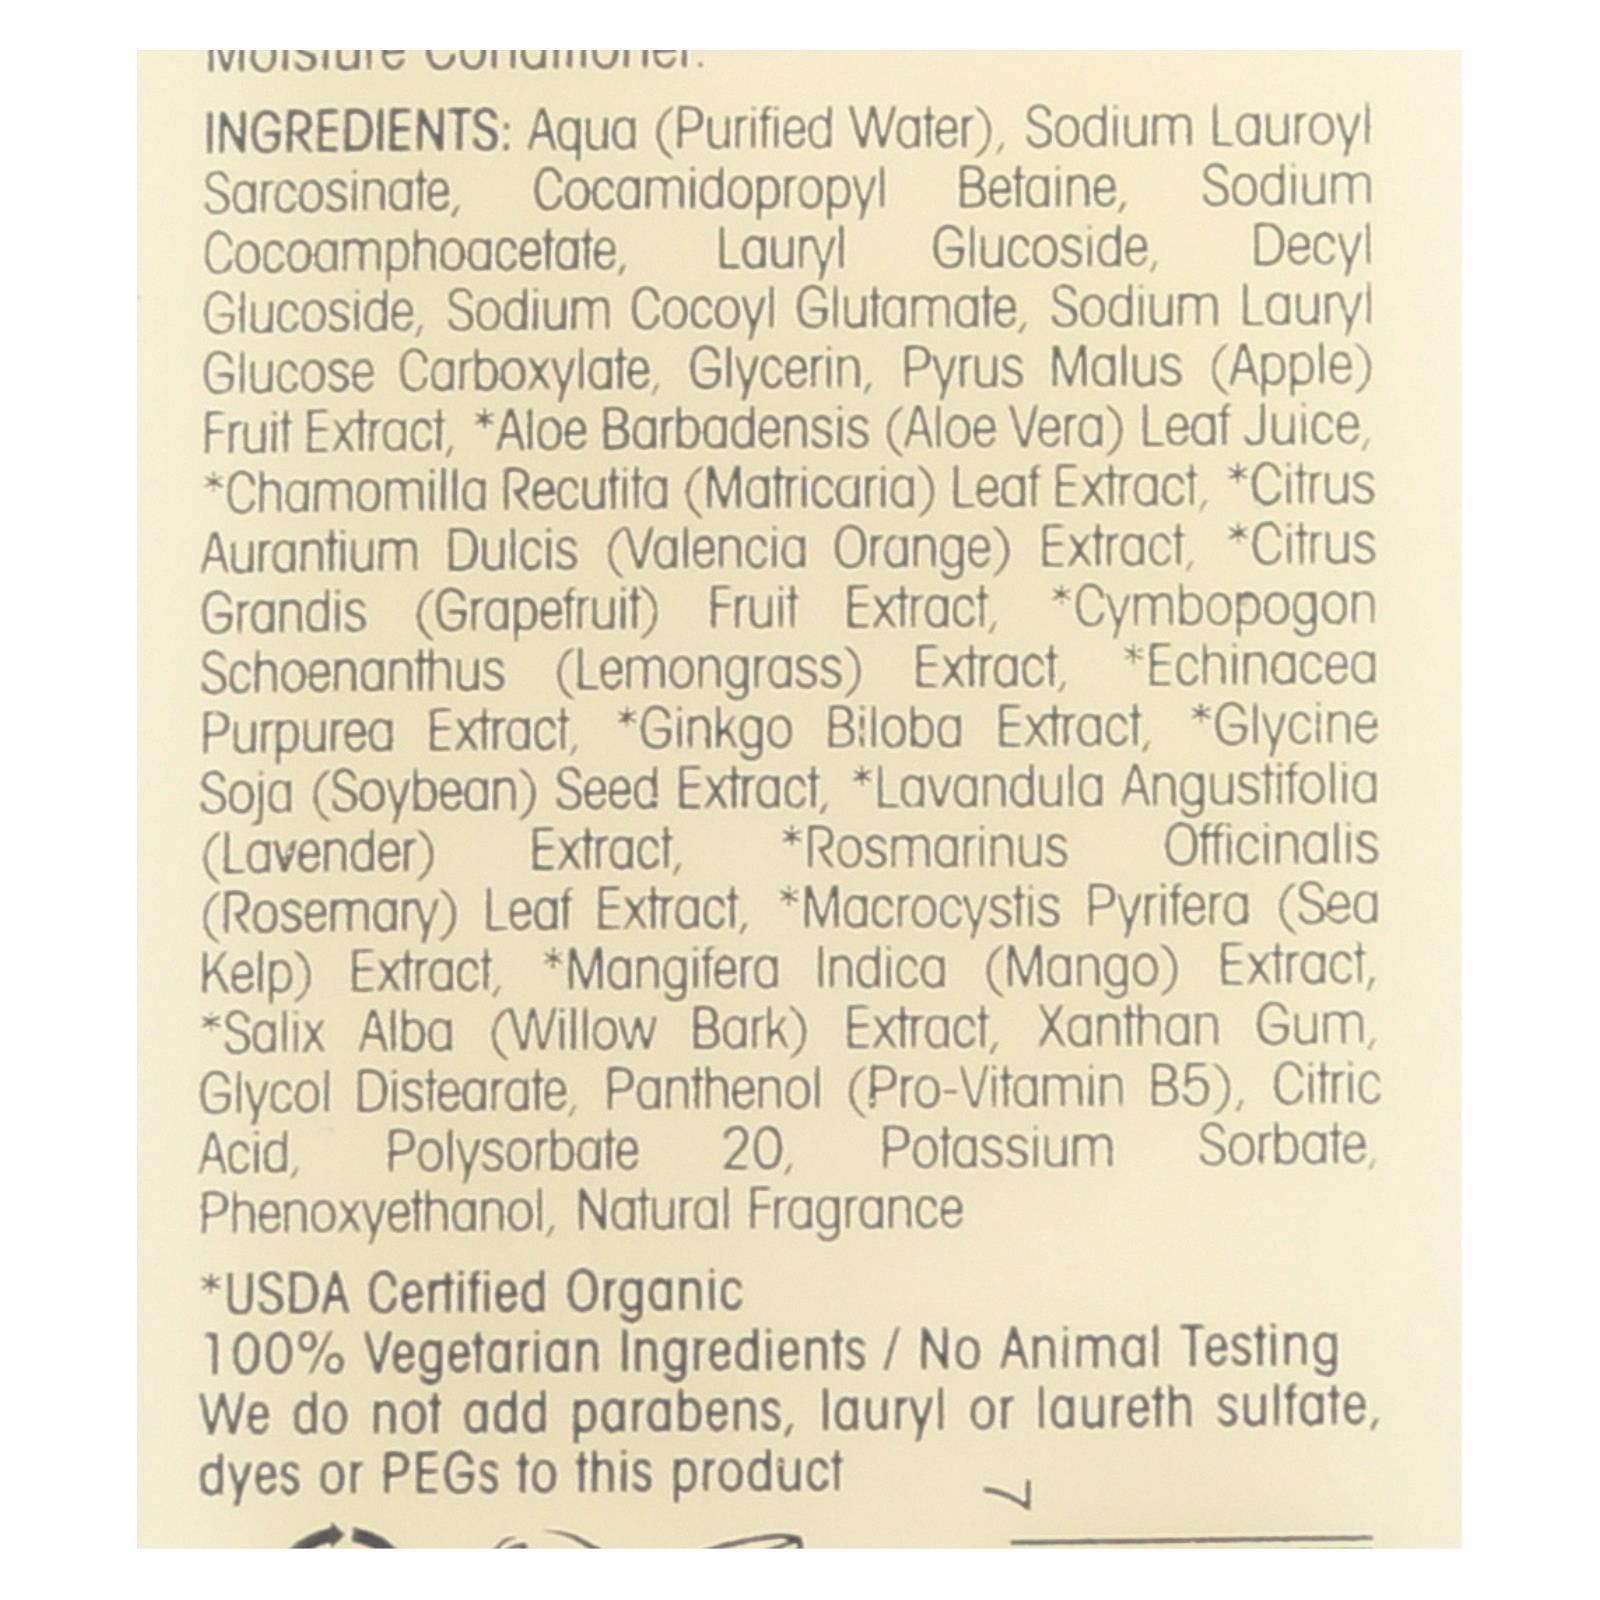 Moisture Conditioner.
INGREDIENTS: Aqua (Purified Water), Sodium Lauroyl
Sarcosinate, Cocamidopropyl Betaine, Sodium
Cocoamphoacetate, Lauryl Glucoside, Decyl
Glucoside, Sodium Cocoyl Glutamate, Sodium Lauryl
Glucose Carboxylate, Glycerin, Pyrus Malus (Apple)
Fruit Extract, *Aloe Barbadensis (Aloe Vera) Leaf Juice,
*Chamomilla Recutita (Matricaria) Leaf Extract, *Citrus
Aurantium Dulcis (Valencia Orange) Extract, *Citrus
Grandis (Grapefruit) Fruit Extract, *Cymbopogon
Schoenanthus (Lemongrass) Extract, *Echinacea
Purpurea Extract, *Ginkgo Biloba Extract, *Glycine
Soja (Soybean) Seed Extract, *Lavandula Angustifolia
(Lavender) Extract, *Rosmarinus Officinalis
(Rosemary) Leaf Extract, *Macrocystis Pyrifera (Sea
Kelp) Extract, *Mangifera Indica (Mango) Extract,
*Salix Alba (Willow Bark) Extract, Xanthan Gum,
Glycol Distearate, Panthenol (Pro-Vitamin B5), Citric
Acid, Polysorbate 20, Potassium Sorbate,
Phenoxyethanol, Natural Fragrance
*USDA Certified Organic
100% Vegetarian Ingredients / No Animal Testing
We do not add parabens, lauryl or laureth sulfate,
dyes or PEGs to this product
7